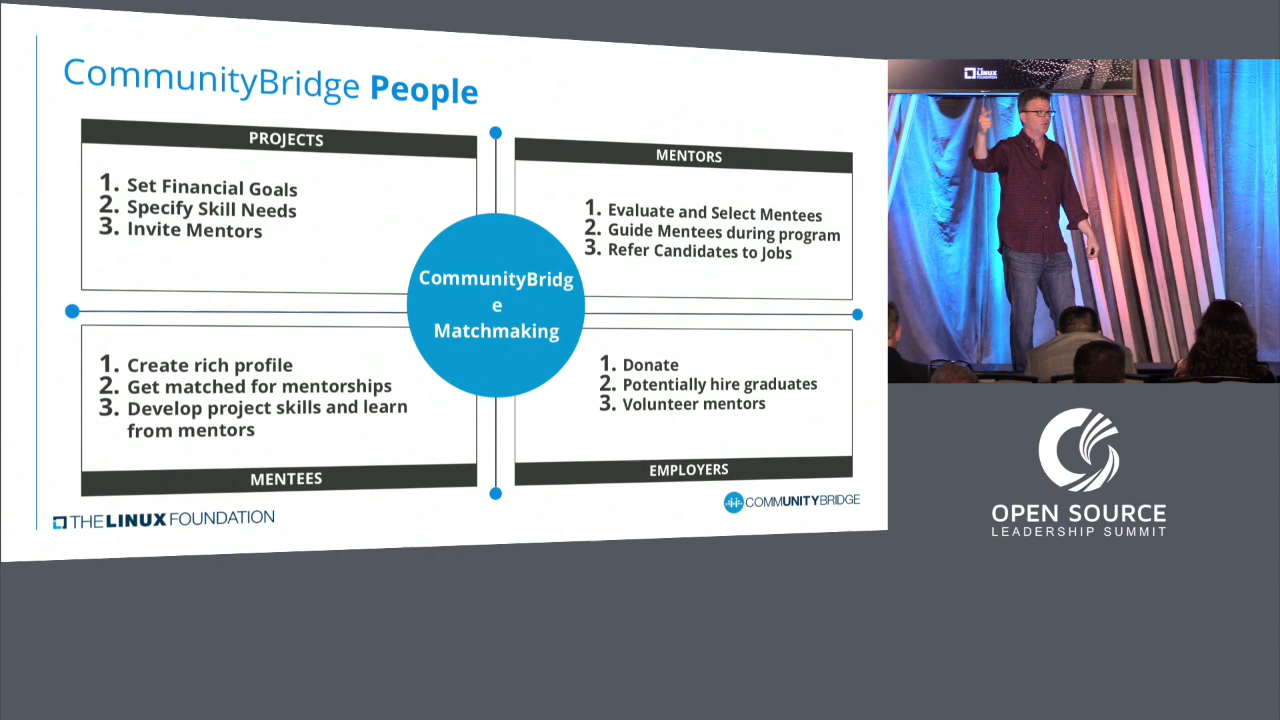 CommunityBridge People
PROJECTS
1. Set Financial Goals
2. Specify Skill Needs
3. Invite Mentors
MENTORS
1. Evaluate and Select Mentees
2. Guide Mentees during program
3. Refer Candidates to Jobs
CommunityBridg
e
Matchmaking
1. Create rich profile
2. Get matched for mentorships
3. Develop project skills and learn
from mentors
MENTEES
1. Donate
2. Potentially hire graduates
3. Volunteer mentors
EMPLOYERS
THE LINUX FOUNDATION
COMMUNITYBRIDGE
THE
LINUX
FOUNDATION
OPEN SOURCE
LEADERSHIP SUMMIT